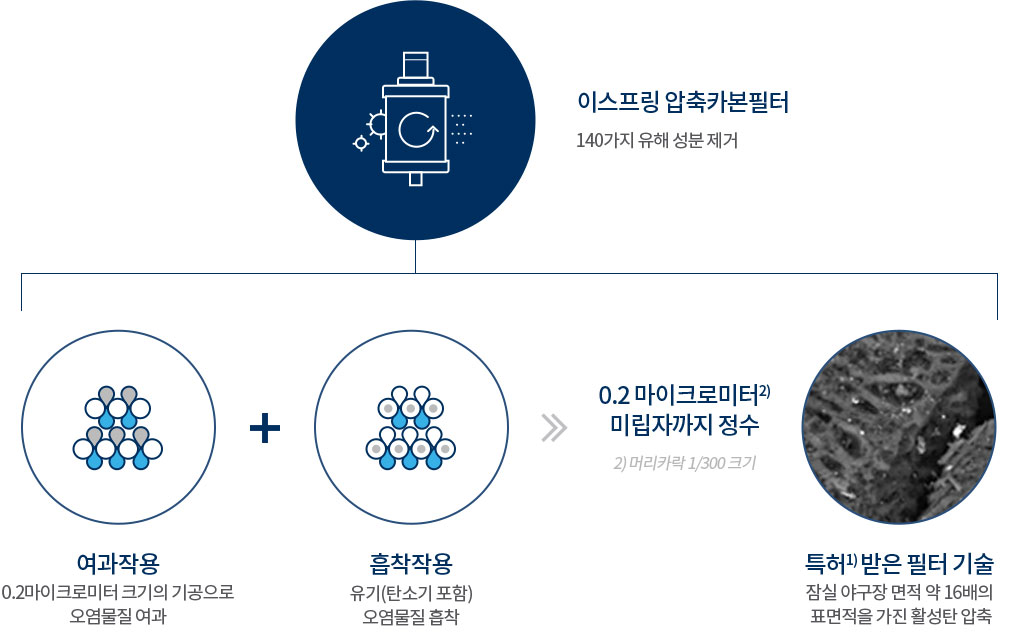 이스프링 압축카본필터
140가지 유해 성분 제거
0.2 마이크로미터2)
미립자까지 정수
2) 머리카락 1/300 크기
여과작용
0.2마이크로미터 크기의 기공으로
오염물질 여과
흡착작용
유기(탄소기 포함)
오염물질 흡착
특허1) 받은 필터 기술
잠실 야구장 면적 약 16배의
표면적을 가진 활성탄 압축